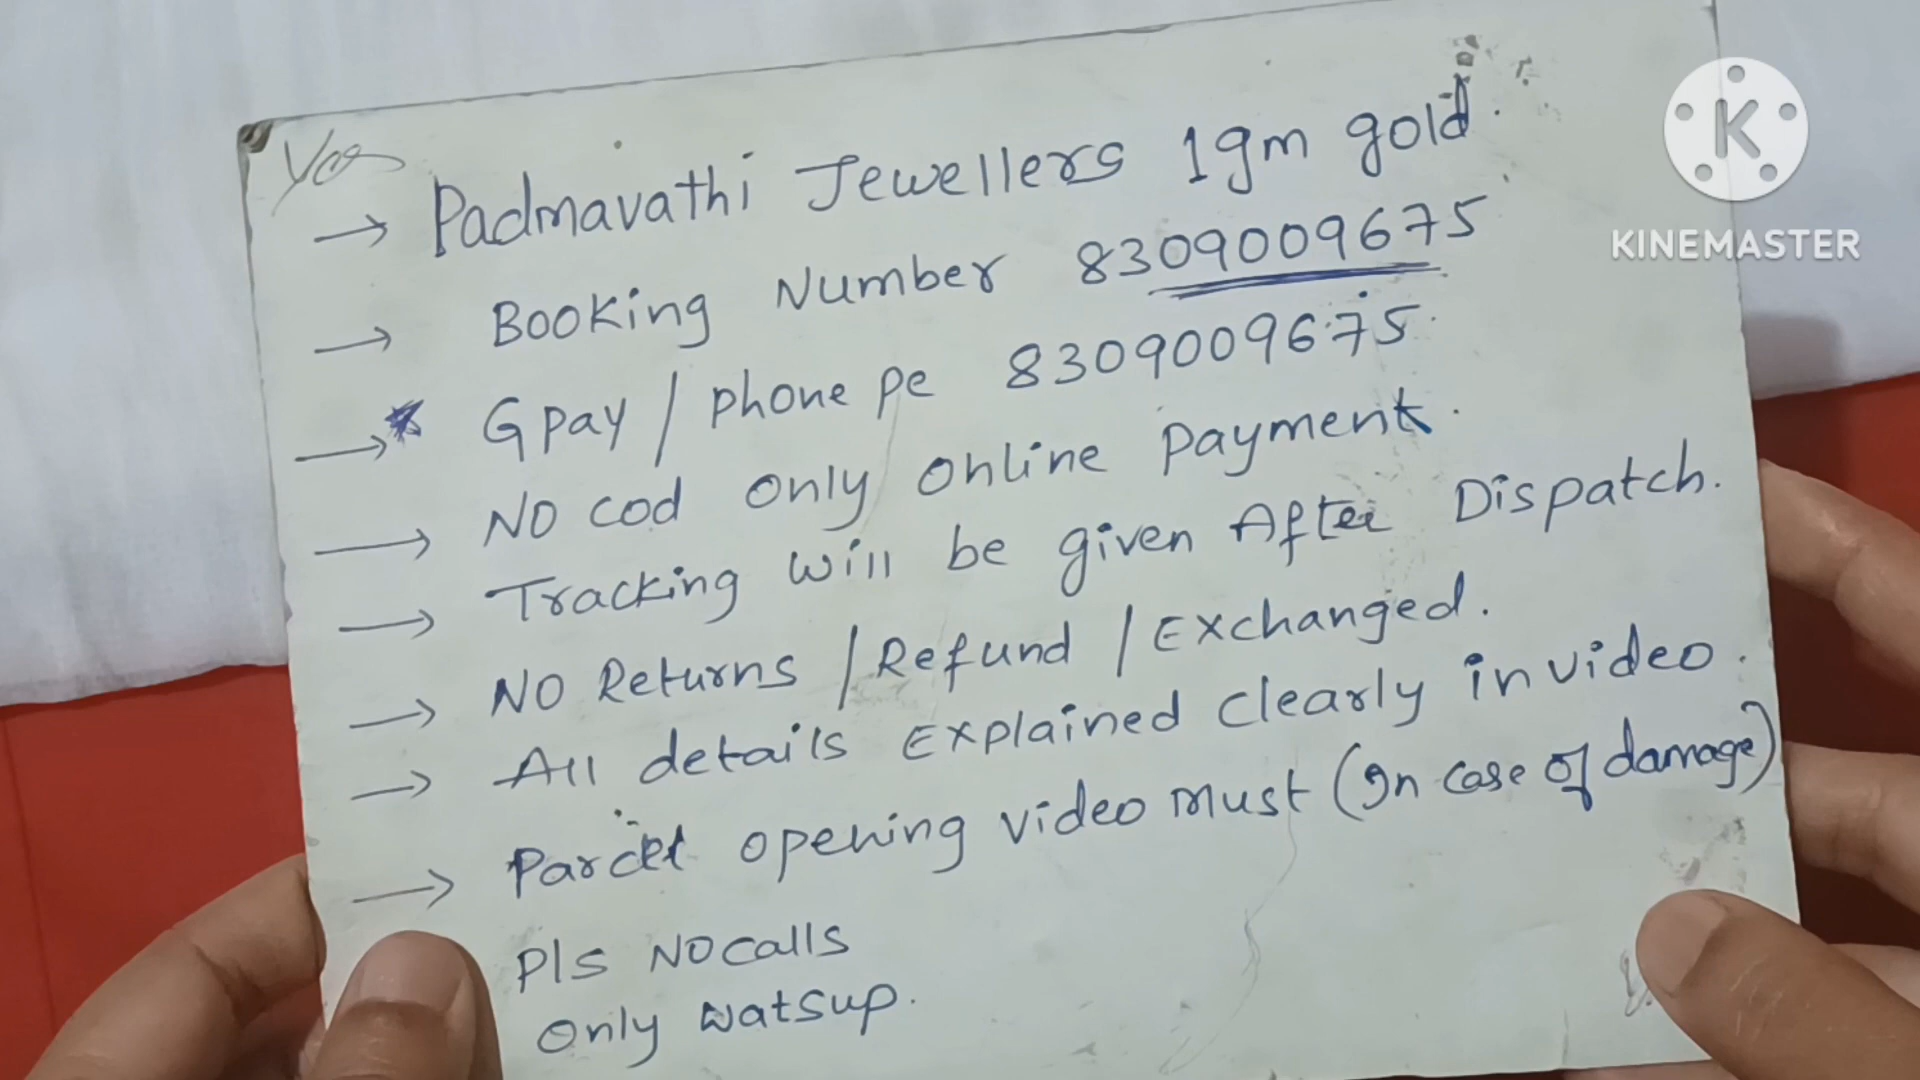 → Padmavathi Jewellers 1gm gold.
→ Booking Number 8309009675
→ * Gpay / phone pe 8309009675.
→ NO cod only online payment.
→ Tracking will be given After Dispatch.
→ NO Returns / Refund / Exchanged.
→ All details Explained clearly in video.
→ Parcel opening video must (In case of damage)
Pls NO calls
only watsup.
K
KINEMASTER